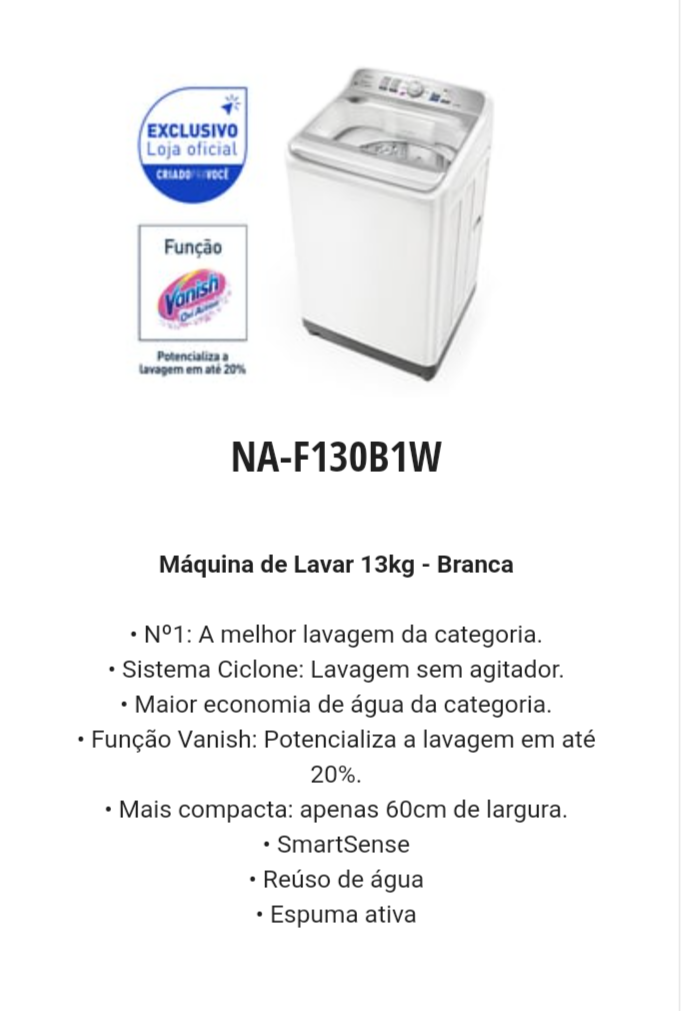 EXCLUSIVO
Loja oficial
CRIADO PRA VOCÊ
Função
Vanish
Oxi Action
Potencializa a
lavagem em até 20%
NA-F130B1W
Máquina de Lavar 13kg - Branca
• Nº1: A melhor lavagem da categoria.
• Sistema Ciclone: Lavagem sem agitador.
• Maior economia de água da categoria.
• Função Vanish: Potencializa a lavagem em até
20%.
• Mais compacta: apenas 60cm de largura.
• SmartSense
• Reúso de água
• Espuma ativa